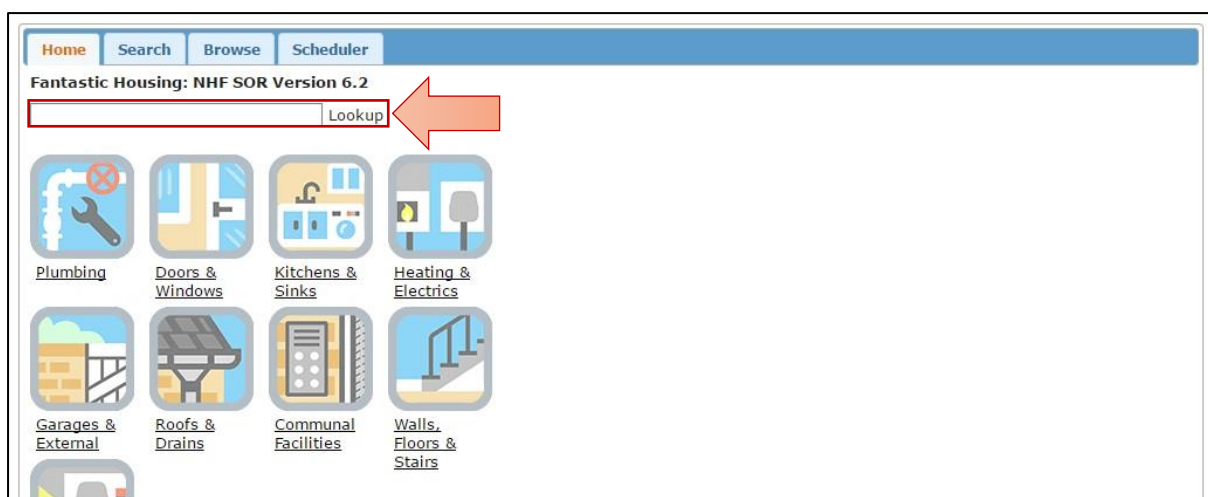 Home Search Browse Scheduler
Fantastic Housing: NHF SOR Version 6.2
Lookup
Plumbing
Doors &
Windows
Kitchens &
Sinks
Heating &
Electrics
Garages &
External
Roofs &
Drains
Communal
Facilities
Walls,
Floors &
Stairs